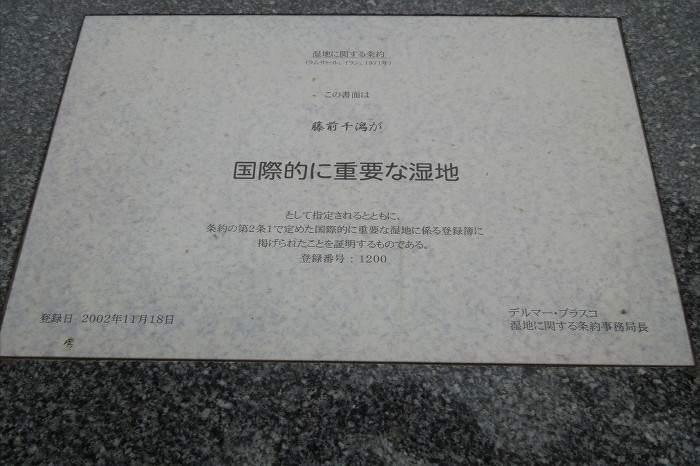 湿地に関する条約
(ラムサール、イラン、1971年)
この書面は
藤前干潟が
国際的に重要な湿地
として指定されるとともに、
条約の第2条1で定めた国際的に重要な湿地に係る登録簿に
掲げられたことを証明するものである。
登録番号：1200
登録日 2002年11月18日
デルマー・ブラスコ
湿地に関する条約事務局長